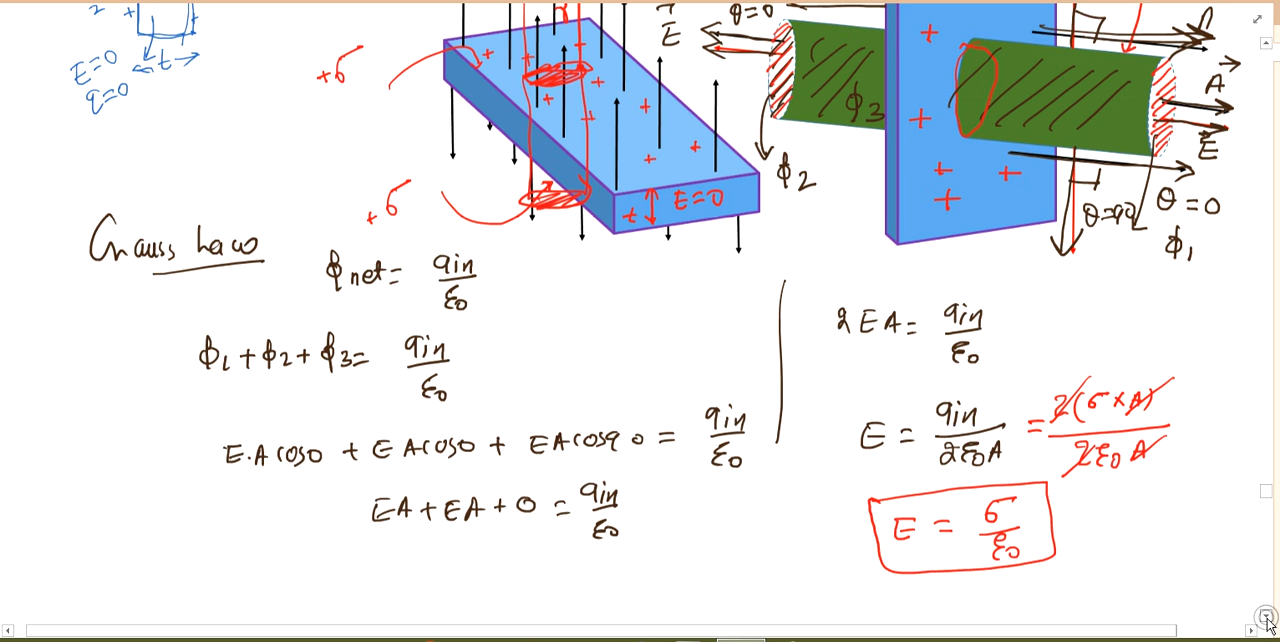 E=0
q=0
t
+σ
+σ
t E=0
E
θ=0
ϕ2
ϕ3
A
E
θ=0
θ=90
ϕ1
Gauss Law
ϕnet = qin/ε0
ϕ1 + ϕ2 + ϕ3 = qin/ε0
E.A cos0 + E A cos0 + E A cos90 = qin/ε0
EA + EA + 0 = qin/ε0
2EA = qin/ε0
E = qin/2ε0A = 2(σ×A)/2ε0A
E = σ/ε0